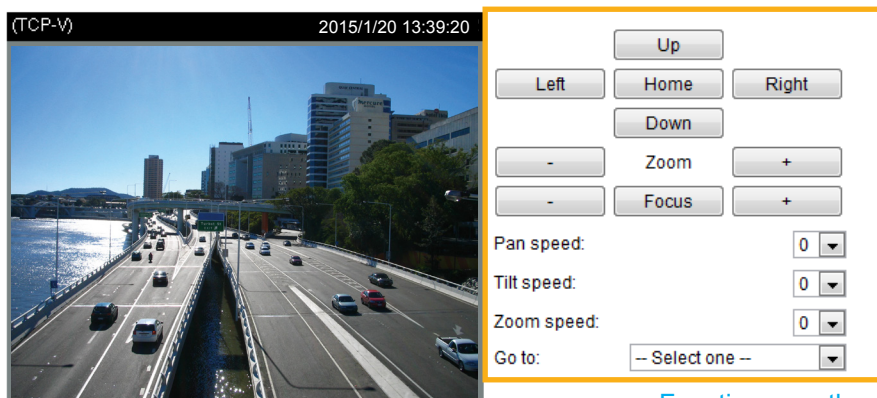 (TCP-V) 2015/1/20 13:39:20
Up
Left Home Right
Down
- Zoom +
- Focus +
Pan speed: 0
Tilt speed: 0
Zoom speed: 0
Go to: -- Select one --